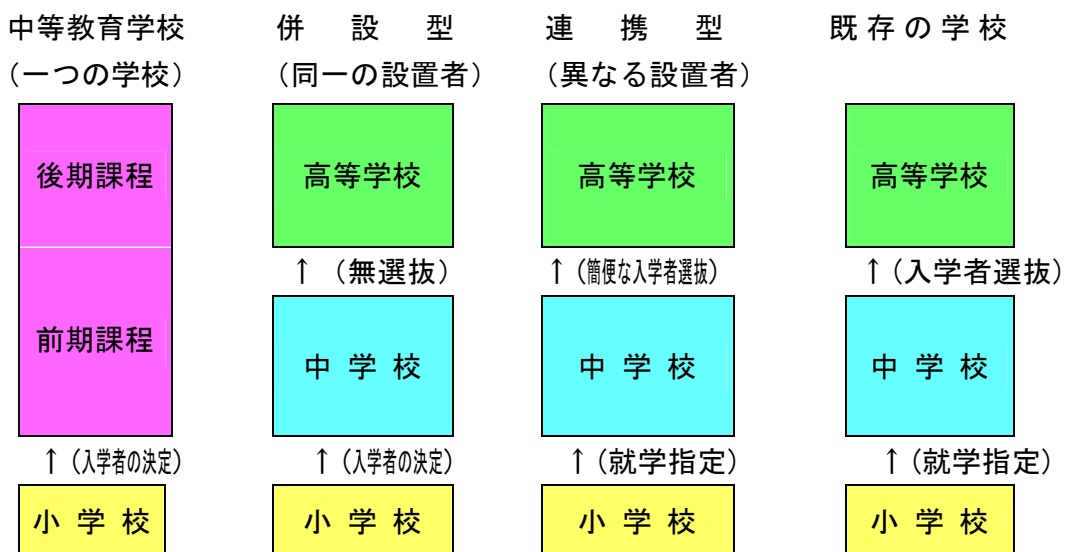 中等教育学校 併設型 連携型 既存の学校
(一つの学校) (同一の設置者) (異なる設置者)
後期課程 高等学校 高等学校 高等学校
↑(無選抜) ↑(簡便な入学者選抜) ↑(入学者選抜)
前期課程 中学校 中学校 中学校
↑(入学者の決定) ↑(入学者の決定) ↑(就学指定) ↑(就学指定)
小学校 小学校 小学校 小学校